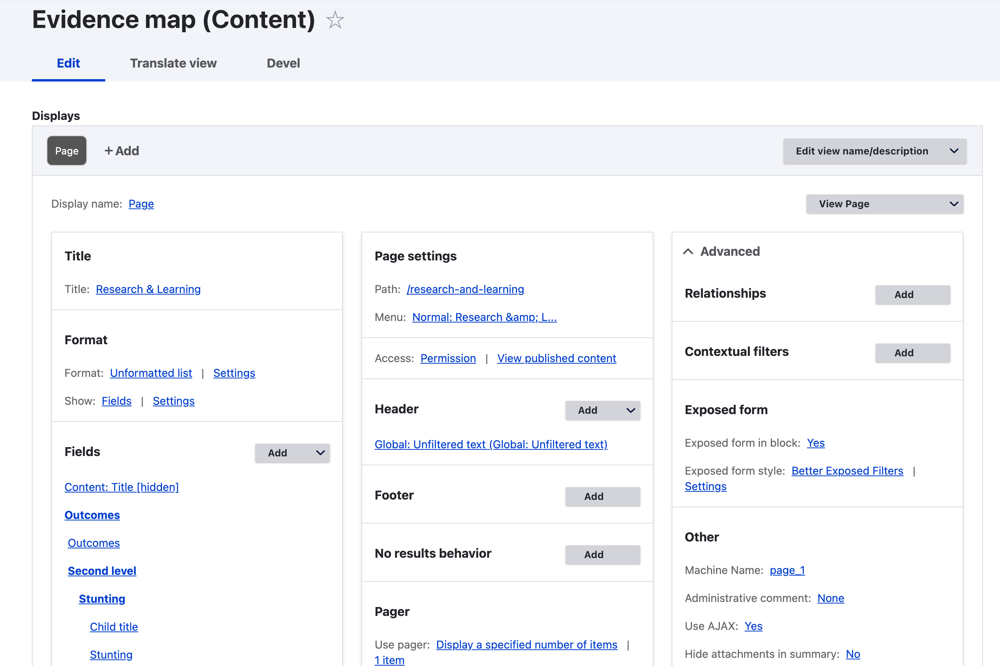 Evidence map (Content)
Edit
Translate view
Devel
Displays
Page
+ Add
Edit view name/description
Display name: Page
View Page
Title
Title: Research & Learning
Format
Format: Unformatted list | Settings
Show: Fields | Settings
Fields
Add
Content: Title [hidden]
Outcomes
Outcomes
Second level
Stunting
Child title
Stunting
Page settings
Path: /research-and-learning
Menu: Normal: Research &amp; L...
Access: Permission | View published content
Header
Add
Global: Unfiltered text (Global: Unfiltered text)
Footer
Add
No results behavior
Add
Pager
Use pager: Display a specified number of items |
1 item
Advanced
Relationships
Add
Contextual filters
Add
Exposed form
Exposed form in block: Yes
Exposed form style: Better Exposed Filters |
Settings
Other
Machine Name: page_1
Administrative comment: None
Use AJAX: Yes
Hide attachments in summary: No